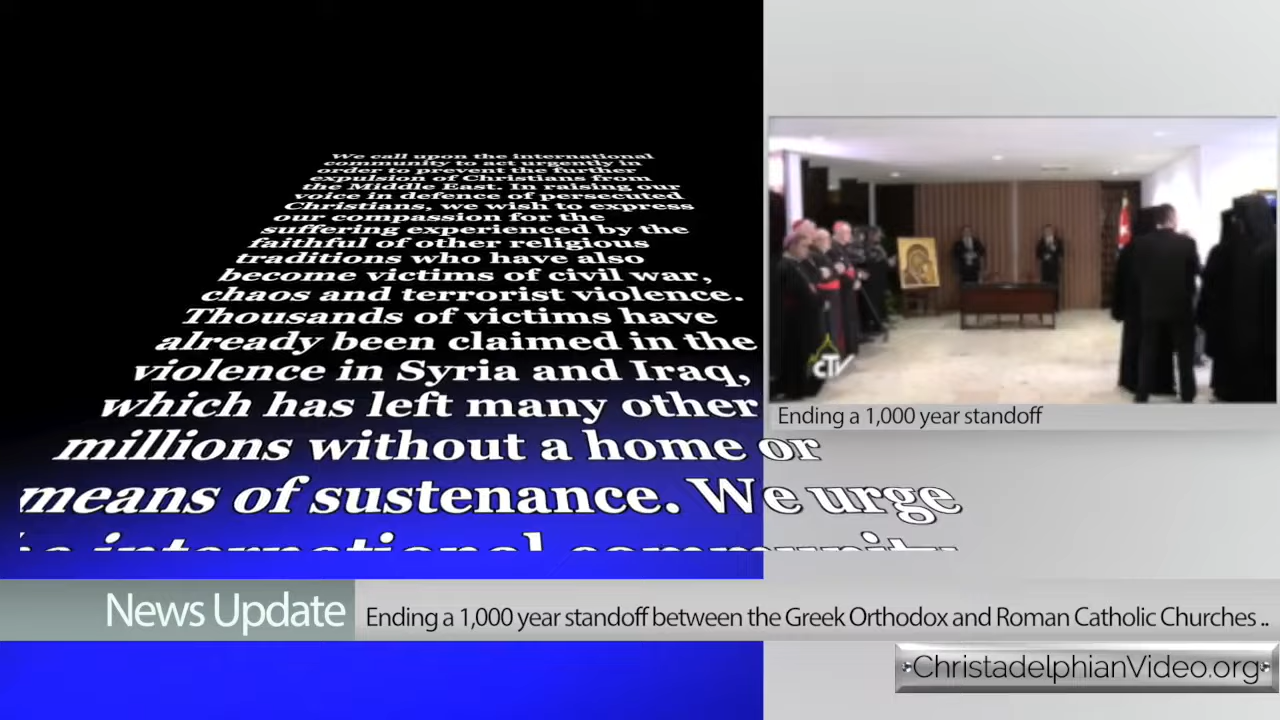 We call upon the international
community to act urgently in
order to prevent the further
expulsion of Christians from
the Middle East. In raising our
voice in defence of persecuted
Christians, we wish to express
our compassion for the
suffering experienced by the
faithful of other religious
traditions who have also
become victims of civil war,
chaos and terrorist violence.
Thousands of victims have
already been claimed in the
violence in Syria and Iraq,
which has left many other
millions without a home or
means of sustenance. We urge
international community
cTV
Ending a 1,000 year standoff
News Update
Ending a 1,000 year standoff between the Greek Orthodox and Roman Catholic Churches ..
ChristadelphianVideo.org